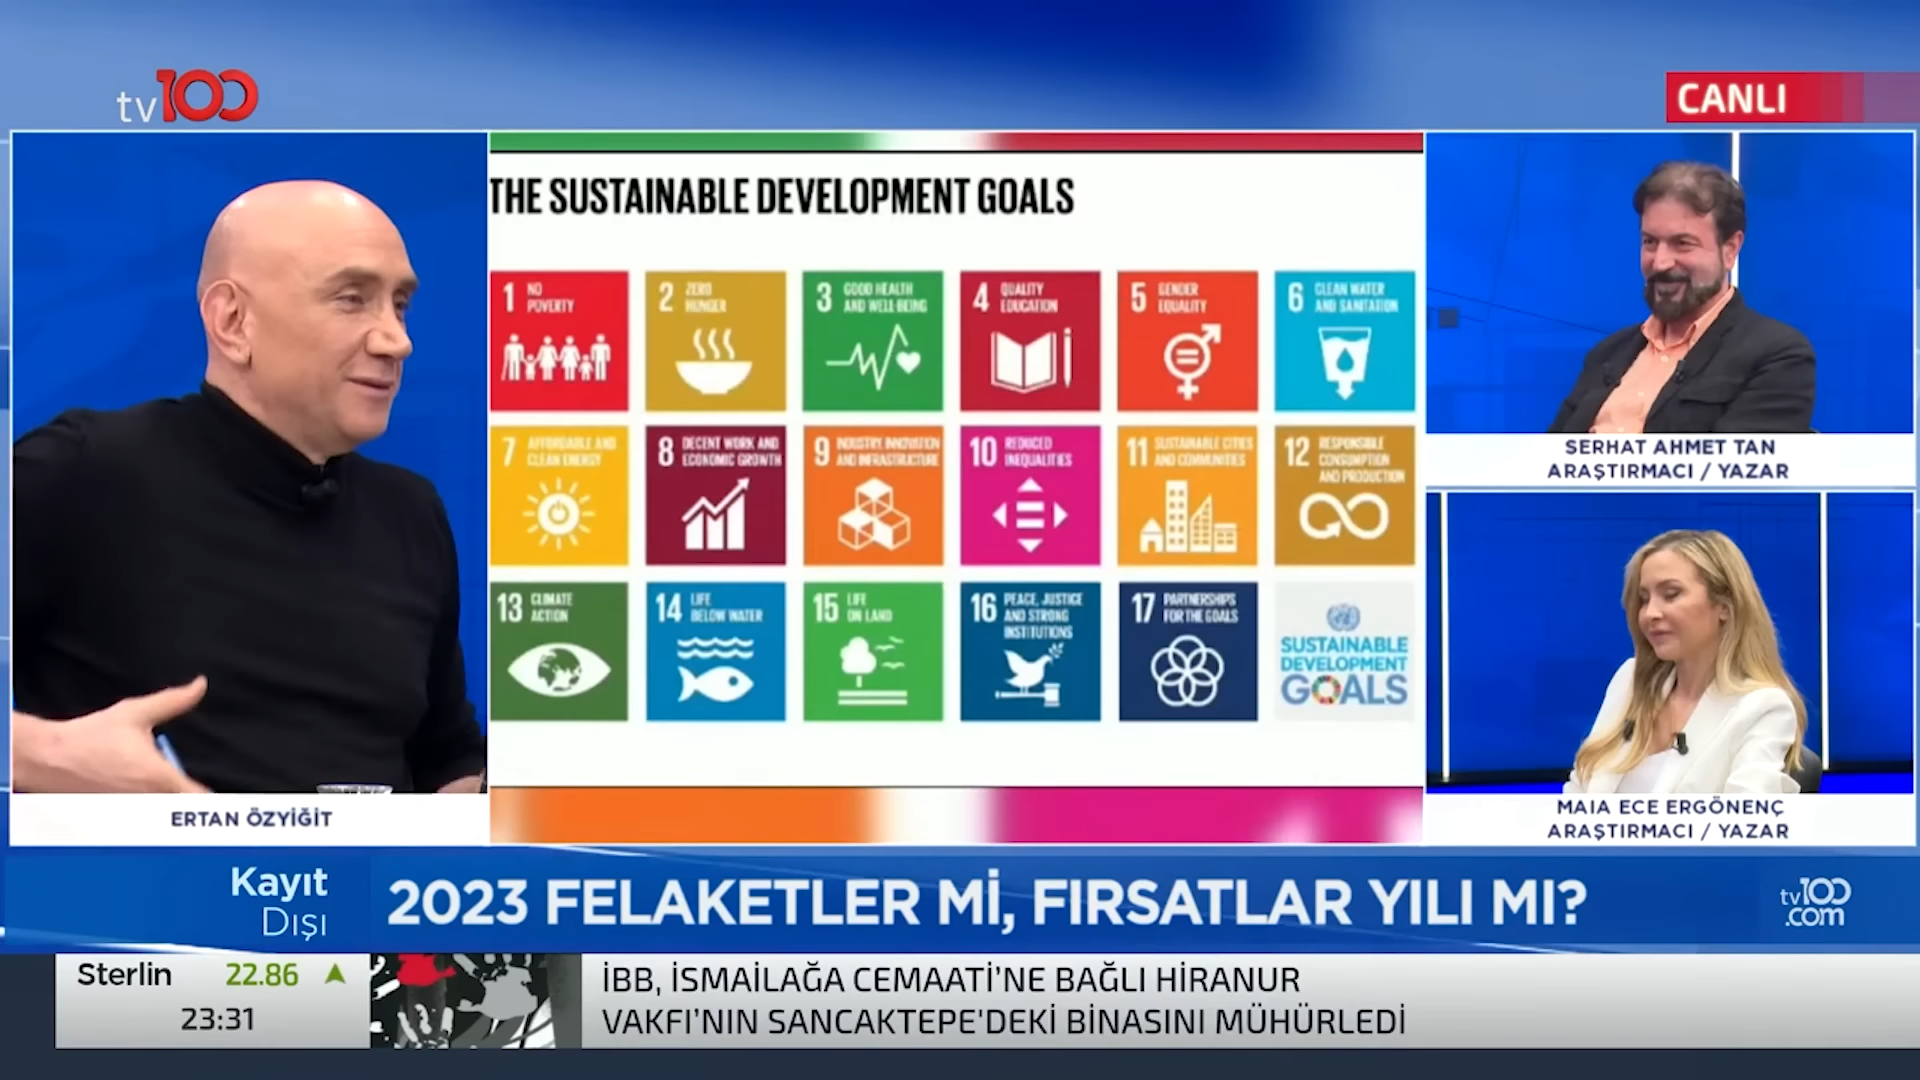 tv100
CANLI
THE SUSTAINABLE DEVELOPMENT GOALS
1 NO
POVERTY
2 ZERO
HUNGER
3 GOOD HEALTH
AND WELL-BEING
4 QUALITY
EDUCATION
5 GENDER
EQUALITY
6 CLEAN WATER
AND SANITATION
7 AFFORDABLE AND
CLEAN ENERGY
8 DECENT WORK AND
ECONOMIC GROWTH
9 INDUSTRY, INNOVATION
AND INFRASTRUCTURE
10 REDUCED
INEQUALITIES
11 SUSTAINABLE CITIES
AND COMMUNITIES
12 RESPONSIBLE
CONSUMPTION
AND PRODUCTION
13 CLIMATE
ACTION
14 LIFE
BELOW WATER
15 LIFE
ON LAND
16 PEACE, JUSTICE
AND STRONG
INSTITUTIONS
17 PARTNERSHIPS
FOR THE GOALS
SUSTAINABLE
DEVELOPMENT
GOALS
SERHAT AHMET TAN
ARAŞTIRMACI / YAZAR
MAIA ECE ERGÖNENÇ
ARAŞTIRMACI / YAZAR
ERTAN ÖZYİĞİT
Kayıt
Dışı
2023 FELAKETLER Mİ, FIRSATLAR YILI MI?
tv100
.com
Sterlin 22.86
23:31
İBB, İSMAİLAĞA CEMAATİ'NE BAĞLI HİRANUR
VAKFI'NIN SANCAKTEPE'DEKİ BİNASINI MÜHÜRLEDİ